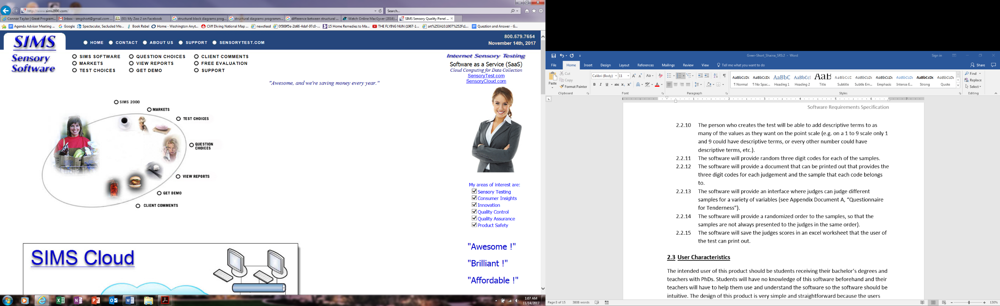 http://www.sims2000.com/
Search...
Connor Taylor | Great Program...
Inbox - smgshort@gmail.com ...
(93) My Zoo 2 on Facebook
structural block diagrams prog...
structural diagrams programm...
difference between structural ...
Watch Online MacGyver (2016)...
SIMS Sensory Quality Panel ...
Agenda Advisor Meeting ...
Google
Spectacular, Secluded Mo...
Book Rebel
Home - Washington Anyt...
Cliff Diving National Map ...
newsfeed
0f569f5e-2b66-4daf-97c0-...
15 Home Remedies to Ma...
THE FLYING NUN (1967-1...
art%253A10.1007%252Fs1...
Question and Answer - G...
SIMS
Sensory
Software
HOME
CONTACT
ABOUT US
SUPPORT
SENSORYTEST.COM
800.579.7654
November 14th, 2017
SIMS SOFTWARE
QUESTION CHOICES
CLIENT COMMENTS
MARKETS
VIEW REPORTS
FREE EVALUATION
TEST CHOICES
GET DEMO
SUPPORT
"Awesome, and we're saving money every year."
Internet Sensory Testing
Software as a Service (SaaS)
Cloud Computing for Data Collection
SensoryTest.com
SensoryCloud.com
SIMS 2000
MARKETS
TEST CHOICES
QUESTION
CHOICES
VIEW REPORTS
GET DEMO
CLIENT COMMENTS
My areas of interest are:
Sensory Testing
Consumer Insights
Innovation
Quality Control
Quality Assurance
Product Safety
"Awesome !"
"Brilliant !"
"Affordable !"
SIMS Cloud
1:07 AM
11/14/2017
Greer-Short_Shaina_SRS:2 - Word
Sign in
File
Home
Insert
Design
Layout
References
Mailings
Review
View
Tell me what you want to do
Share
Paste
Cut
Copy
Format Painter
Clipboard
Calibri (Body)
11
Font
Paragraph
AaBbCcDc
¶ Normal
AaBbCcDc
¶ No Spac...
AaBbC
Heading 1
AaBbCcI
Heading 2
AaB
Title
AaBbCcC
Subtitle
AaBbCcDc
Subtle Em...
AaBbCcDc
Emphasis
AaBbCcDc
Intense E...
AaBbCcDc
Strong
AaBbCcDc
Quote
Styles
Find
Replace
Select
Editing
Software Requirements Specification
2.2.10 The person who creates the test will be able to add descriptive terms to as
many of the values as they want on the point scale (e.g. on a 1 to 9 scale only 1
and 9 could have descriptive terms, or every other number could have
descriptive terms, etc.).
2.2.11 The software will provide random three digit codes for each of the samples.
2.2.12 The software will provide a document that can be printed out that provides the
three digit codes for each judgement and the sample that each code belongs
to.
2.2.13 The software will provide an interface where judges can judge different
samples for a variety of variables (see Appendix Document A, “Questionnaire
for Tenderness”).
2.2.14 The software will provide a randomized order to the samples, so that the
samples are not always presented to the judges in the same order).
2.2.15 The software will save the judges scores in an excel worksheet that the user of
the test can print out.
2.3 User Characteristics
The intended user of this product should be students receiving their bachelor’s degrees and
teachers with PhDs. Students will have no knowledge of this software beforehand and their
teachers will have to help them use and understand the software so the software should be
intuitive. The design of this product is very simple and straightforward because the users
Page 8 of 15
3808 words
130%